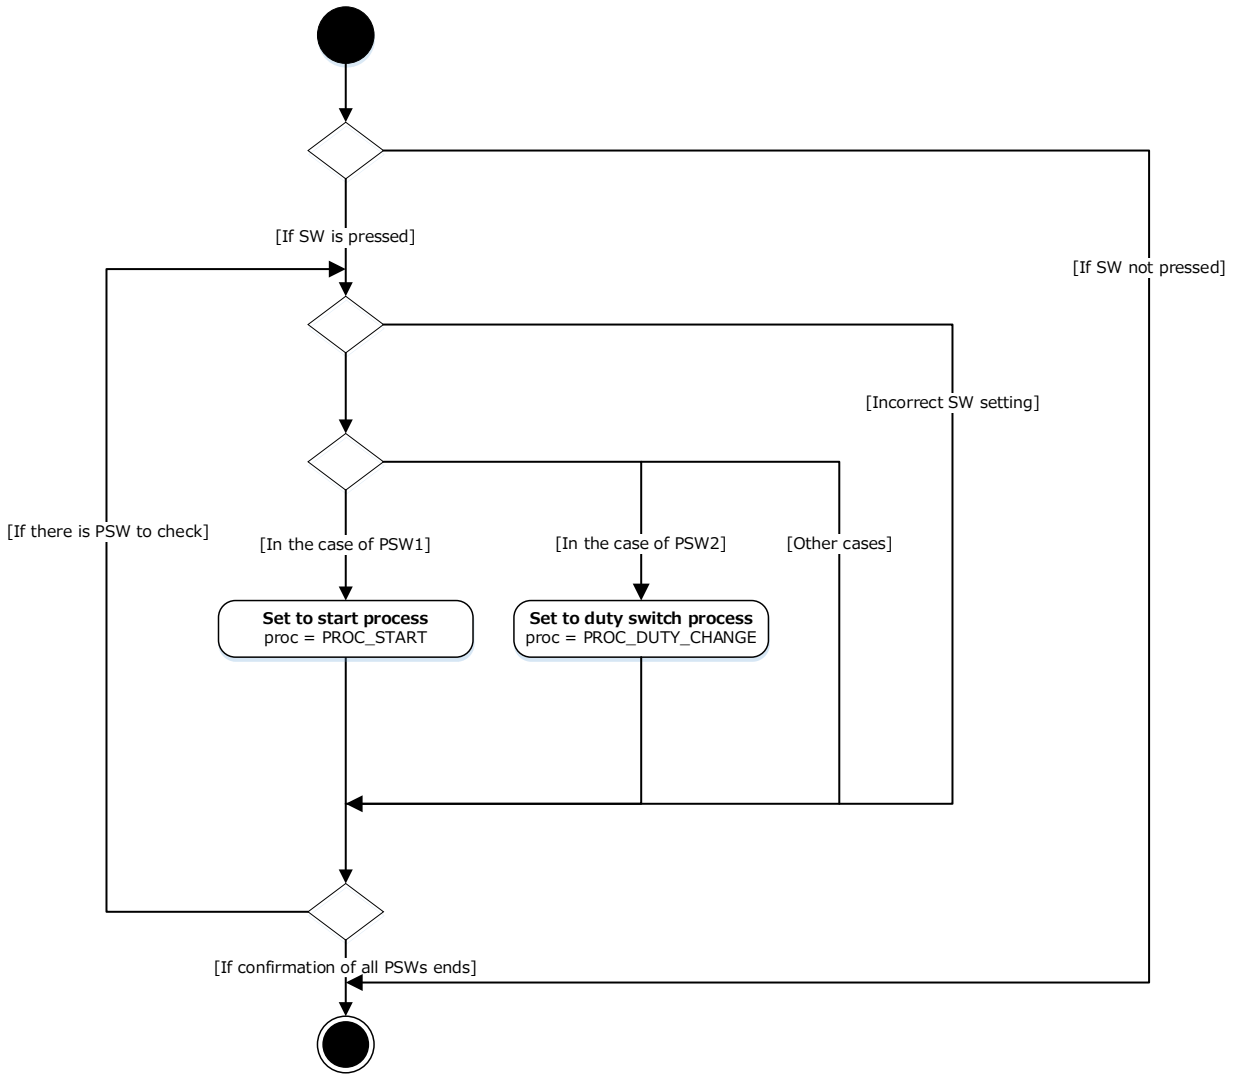 [If SW is pressed]
[If SW not pressed]
[Incorrect SW setting]
[If there is PSW to check]
[In the case of PSW1]
[In the case of PSW2]
[Other cases]
Set to start process
proc = PROC_START
Set to duty switch process
proc = PROC_DUTY_CHANGE
[If confirmation of all PSWs ends]